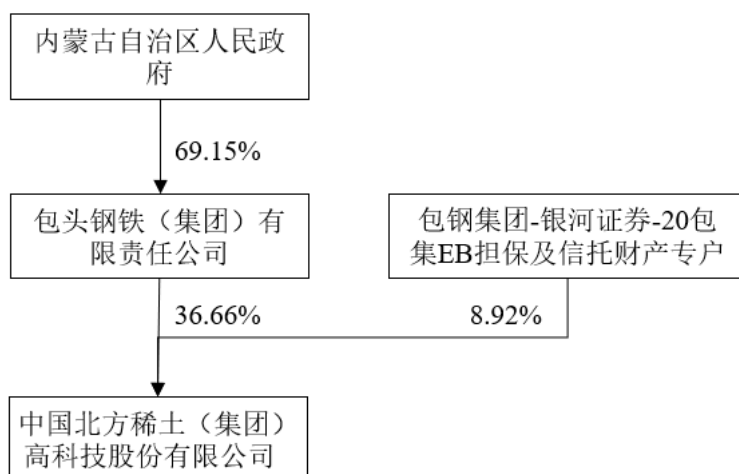 内蒙古自治区人民政
府
69.15%
包头钢铁（集团）有
限责任公司
包钢集团-银河证券-20包
集EB担保及信托财产专户
36.66%
8.92%
中国北方稀土（集团）
高科技股份有限公司